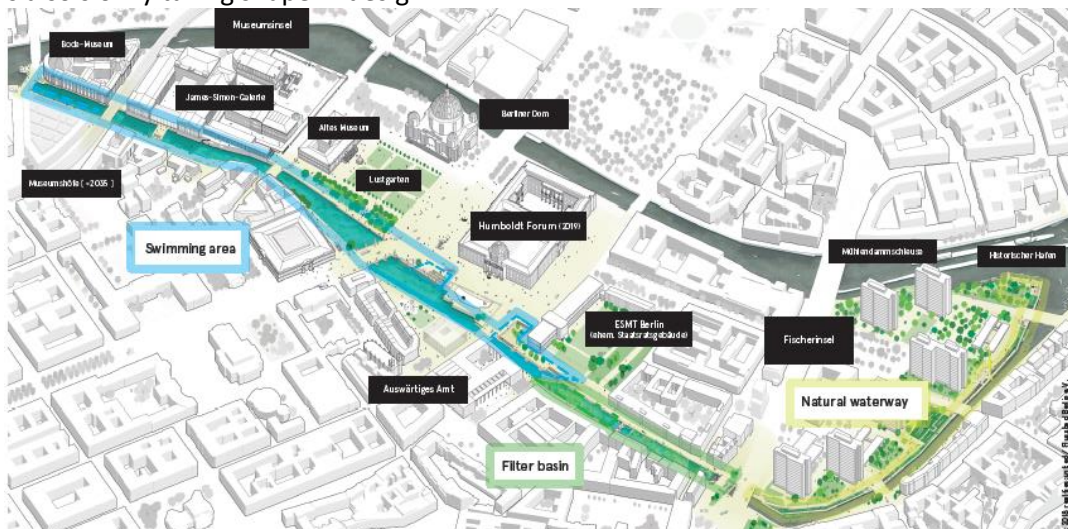 Museumsinsel
Bode-Museum
James-Simon-Galerie
Altes Museum
Berliner Dom
Museumshöfe ( ~2035 )
Lustgarten
Humboldt Forum (2019)
Swimming area
Mühlendammschleuse
Historischer Hafen
ESMT Berlin
(ehem. Staatsratsgebäude)
Fischerinsel
Auswärtiges Amt
Natural waterway
Filter basin